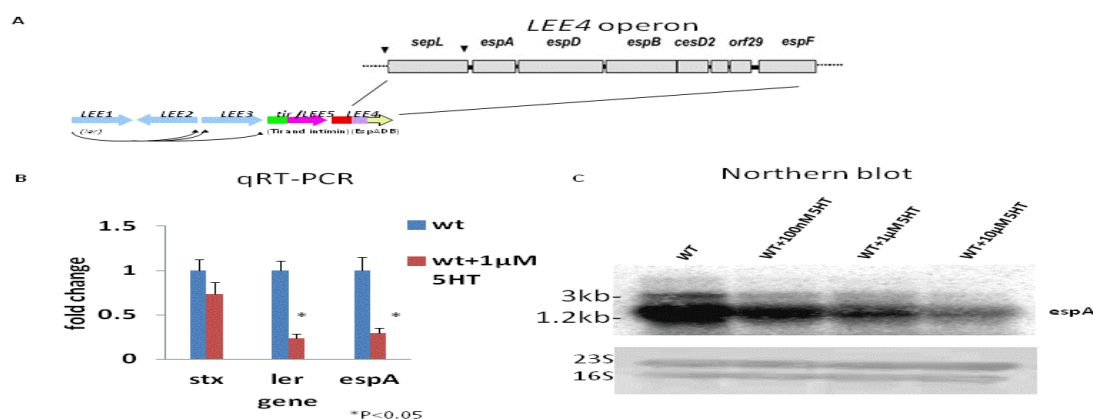 A
LEE4 operon
sepL espA espD espB cesD2 orf29 espF
LEE1 LEE2 LEE3 tir/LEE5 LEE4
(ler) (Tir and intimin) (EspADB)
B
qRT-PCR
1.5
1
0.5
0
fold change
wt
wt+1µM
5HT
*
*
stx ler espA
gene
*P<0.05
C
Northern blot
WT
WT+100nM 5HT
WT+1µM 5HT
WT+10µM 5HT
3kb-
1.2kb-
espA
23S
16S